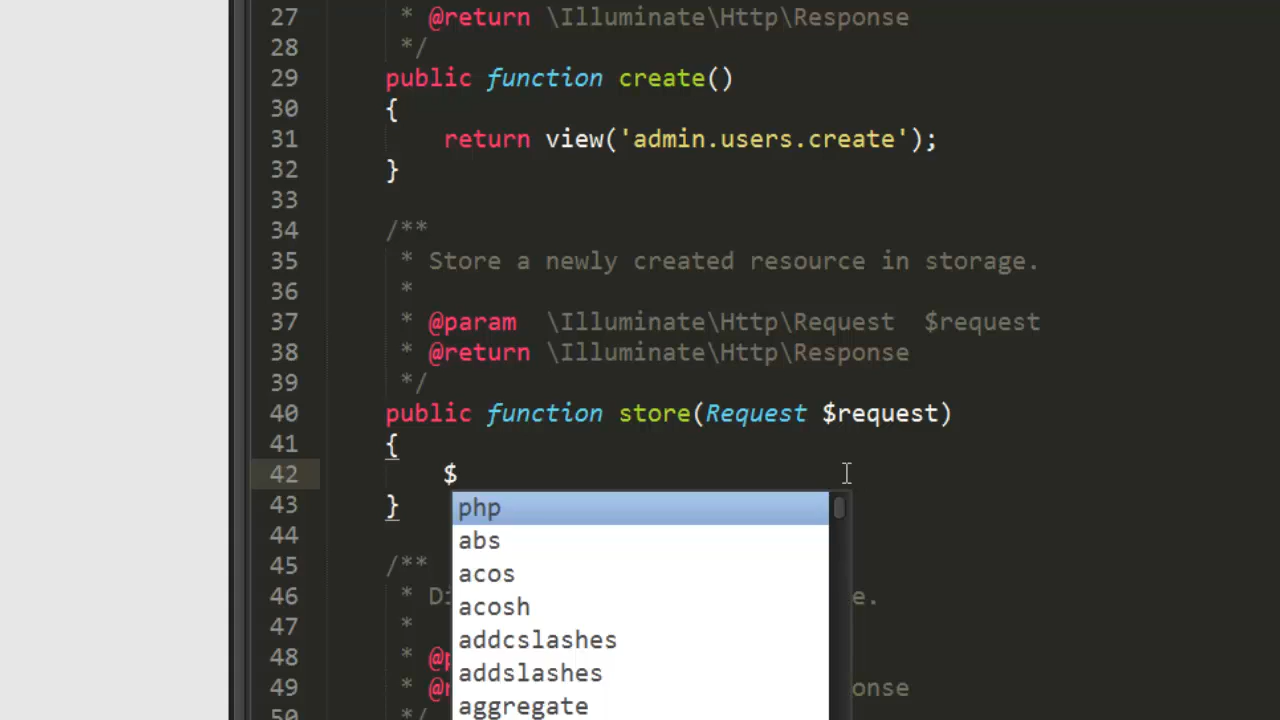 27 * @return \Illuminate\Http\Response
28 */
29 public function create()
30 {
31 return view('admin.users.create');
32 }
33
34 /**
35 * Store a newly created resource in storage.
36 *
37 * @param \Illuminate\Http\Request $request
38 * @return \Illuminate\Http\Response
39 */
40 public function store(Request $request)
41 {
42 $
43 }
php
44
abs
45 /**
acos
46 * Di e.
acosh
47 *
addcslashes
48 * @p
addslashes
49 * @r onse
aggregate
50 */